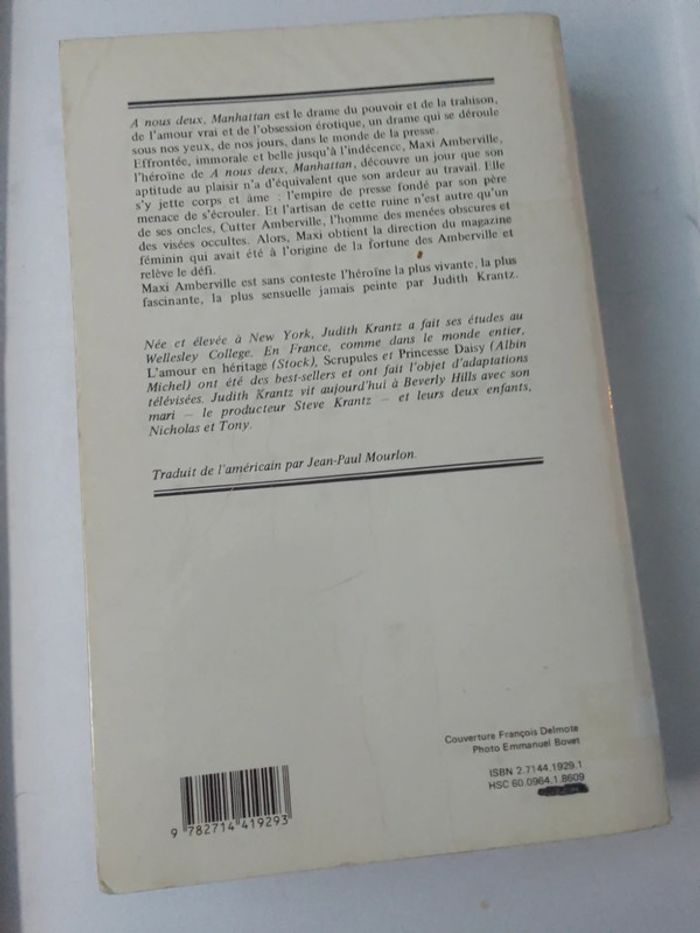 A nous deux, Manhattan est le drame du pouvoir et de la trahison,
de l'amour vrai et de l'obsession érotique, un drame qui se déroule
sous nos yeux, de nos jours, dans le monde de la presse.
Effrontée, immorale et belle jusqu'à l'indécence, Maxi Amberville,
l'héroïne de A nous deux, Manhattan, découvre un jour que son
aptitude au plaisir n'a d'équivalent que son ardeur au travail. Elle
s'y jette corps et âme : l'empire de presse fondé par son père
menace de s'écrouler. Et l'artisan de cette ruine n'est autre qu'un
de ses oncles, Cutter Amberville, l'homme des menées obscures et
des visées occultes. Alors, Maxi obtient la direction du magazine
féminin qui avait été à l'origine de la fortune des Amberville et
relève le défi.
Maxi Amberville est sans conteste l'héroïne la plus vivante, la plus
fascinante, la plus sensuelle jamais peinte par Judith Krantz.
Née et élevée à New York, Judith Krantz a fait ses études au
Wellesley College. En France, comme dans le monde entier,
L'amour en héritage (Stock), Scrupules et Princesse Daisy (Albin
Michel) ont été des best-sellers et ont fait l'objet d'adaptations
télévisées. Judith Krantz vit aujourd'hui à Beverly Hills avec son
mari — le producteur Steve Krantz — et leurs deux enfants,
Nicholas et Tony.
Traduit de l'américain par Jean-Paul Mourlon.
Couverture François Delmote
Photo Emmanuel Bovet
ISBN 2.7144.1929.1
HSC 60.0964.1.8609
9 782714 419293